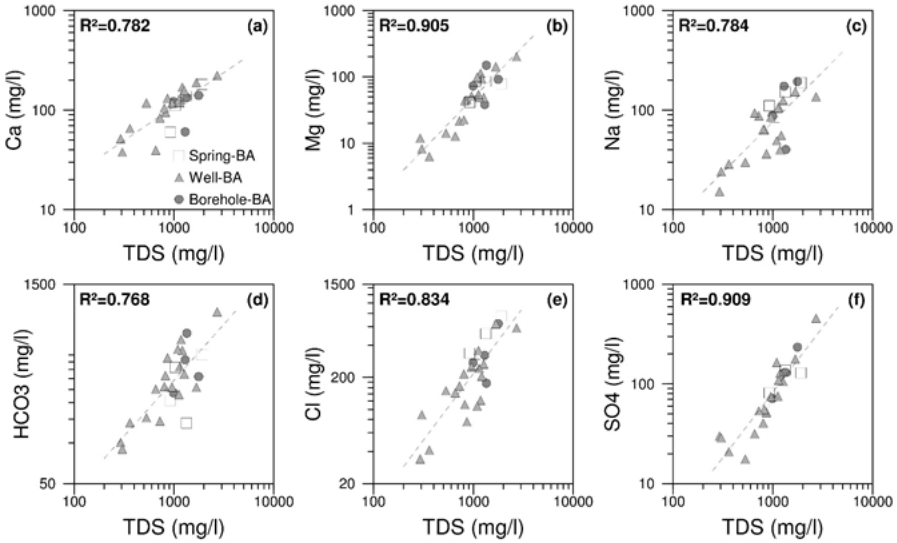 R²=0.782
(a)
1000
100
10
Ca (mg/l)
Spring-BA
Well-BA
Borehole-BA
100
1000
10000
TDS (mg/l)
R²=0.905
(b)
1000
100
10
1
Mg (mg/l)
100
1000
10000
TDS (mg/l)
R²=0.784
(c)
1000
100
10
Na (mg/l)
100
1000
10000
TDS (mg/l)
R²=0.768
(d)
1500
50
HCO3 (mg/l)
100
1000
10000
TDS (mg/l)
R²=0.834
(e)
1500
200
20
Cl (mg/l)
100
1000
10000
TDS (mg/l)
R²=0.909
(f)
1000
100
10
SO4 (mg/l)
100
1000
10000
TDS (mg/l)